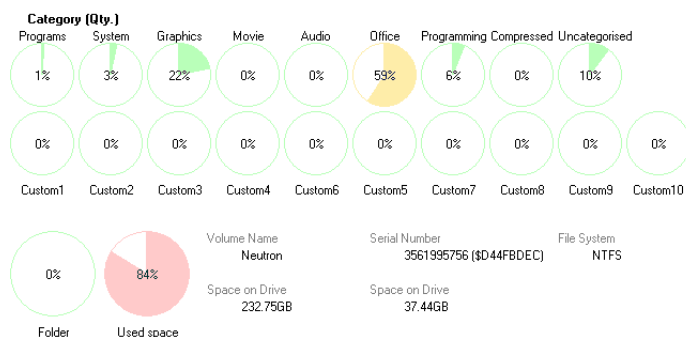 Category (Qty.)
Programs System Graphics Movie Audio Office Programming Compressed Uncategorised
1% 3% 22% 0% 0% 59% 6% 0% 10%
0% 0% 0% 0% 0% 0% 0% 0% 0% 0%
Custom1 Custom2 Custom3 Custom4 Custom6 Custom5 Custom7 Custom8 Custom9 Custom10
Volume Name Serial Number File System
Neutron 3561995756 ($D44FBDEC) NTFS
0% 84%
Space on Drive Space on Drive
232.75GB 37.44GB
Folder Used space